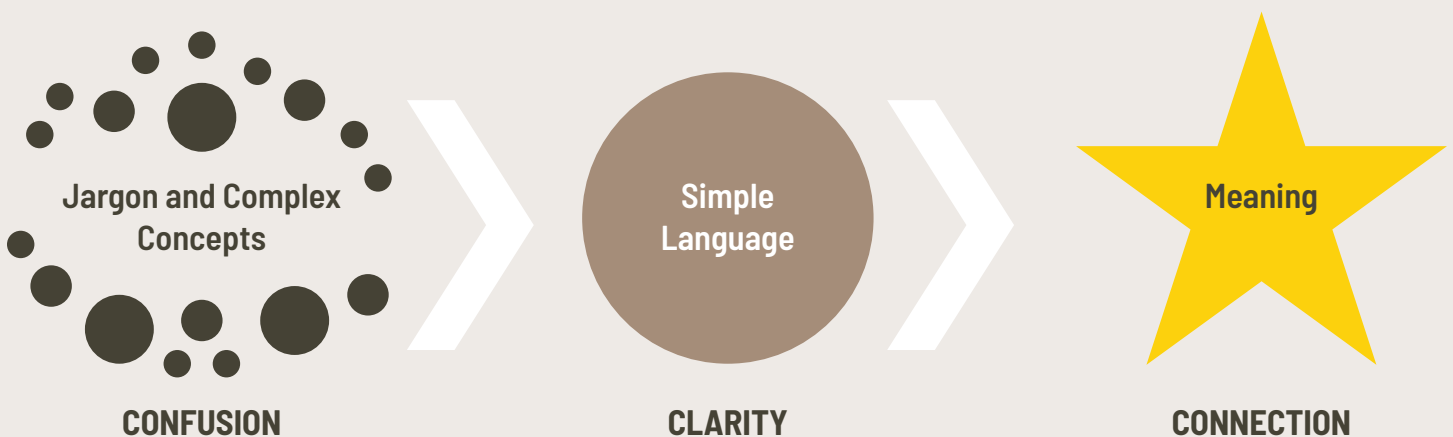 Jargon and Complex
Concepts
CONFUSION
Simple
Language
CLARITY
Meaning
CONNECTION